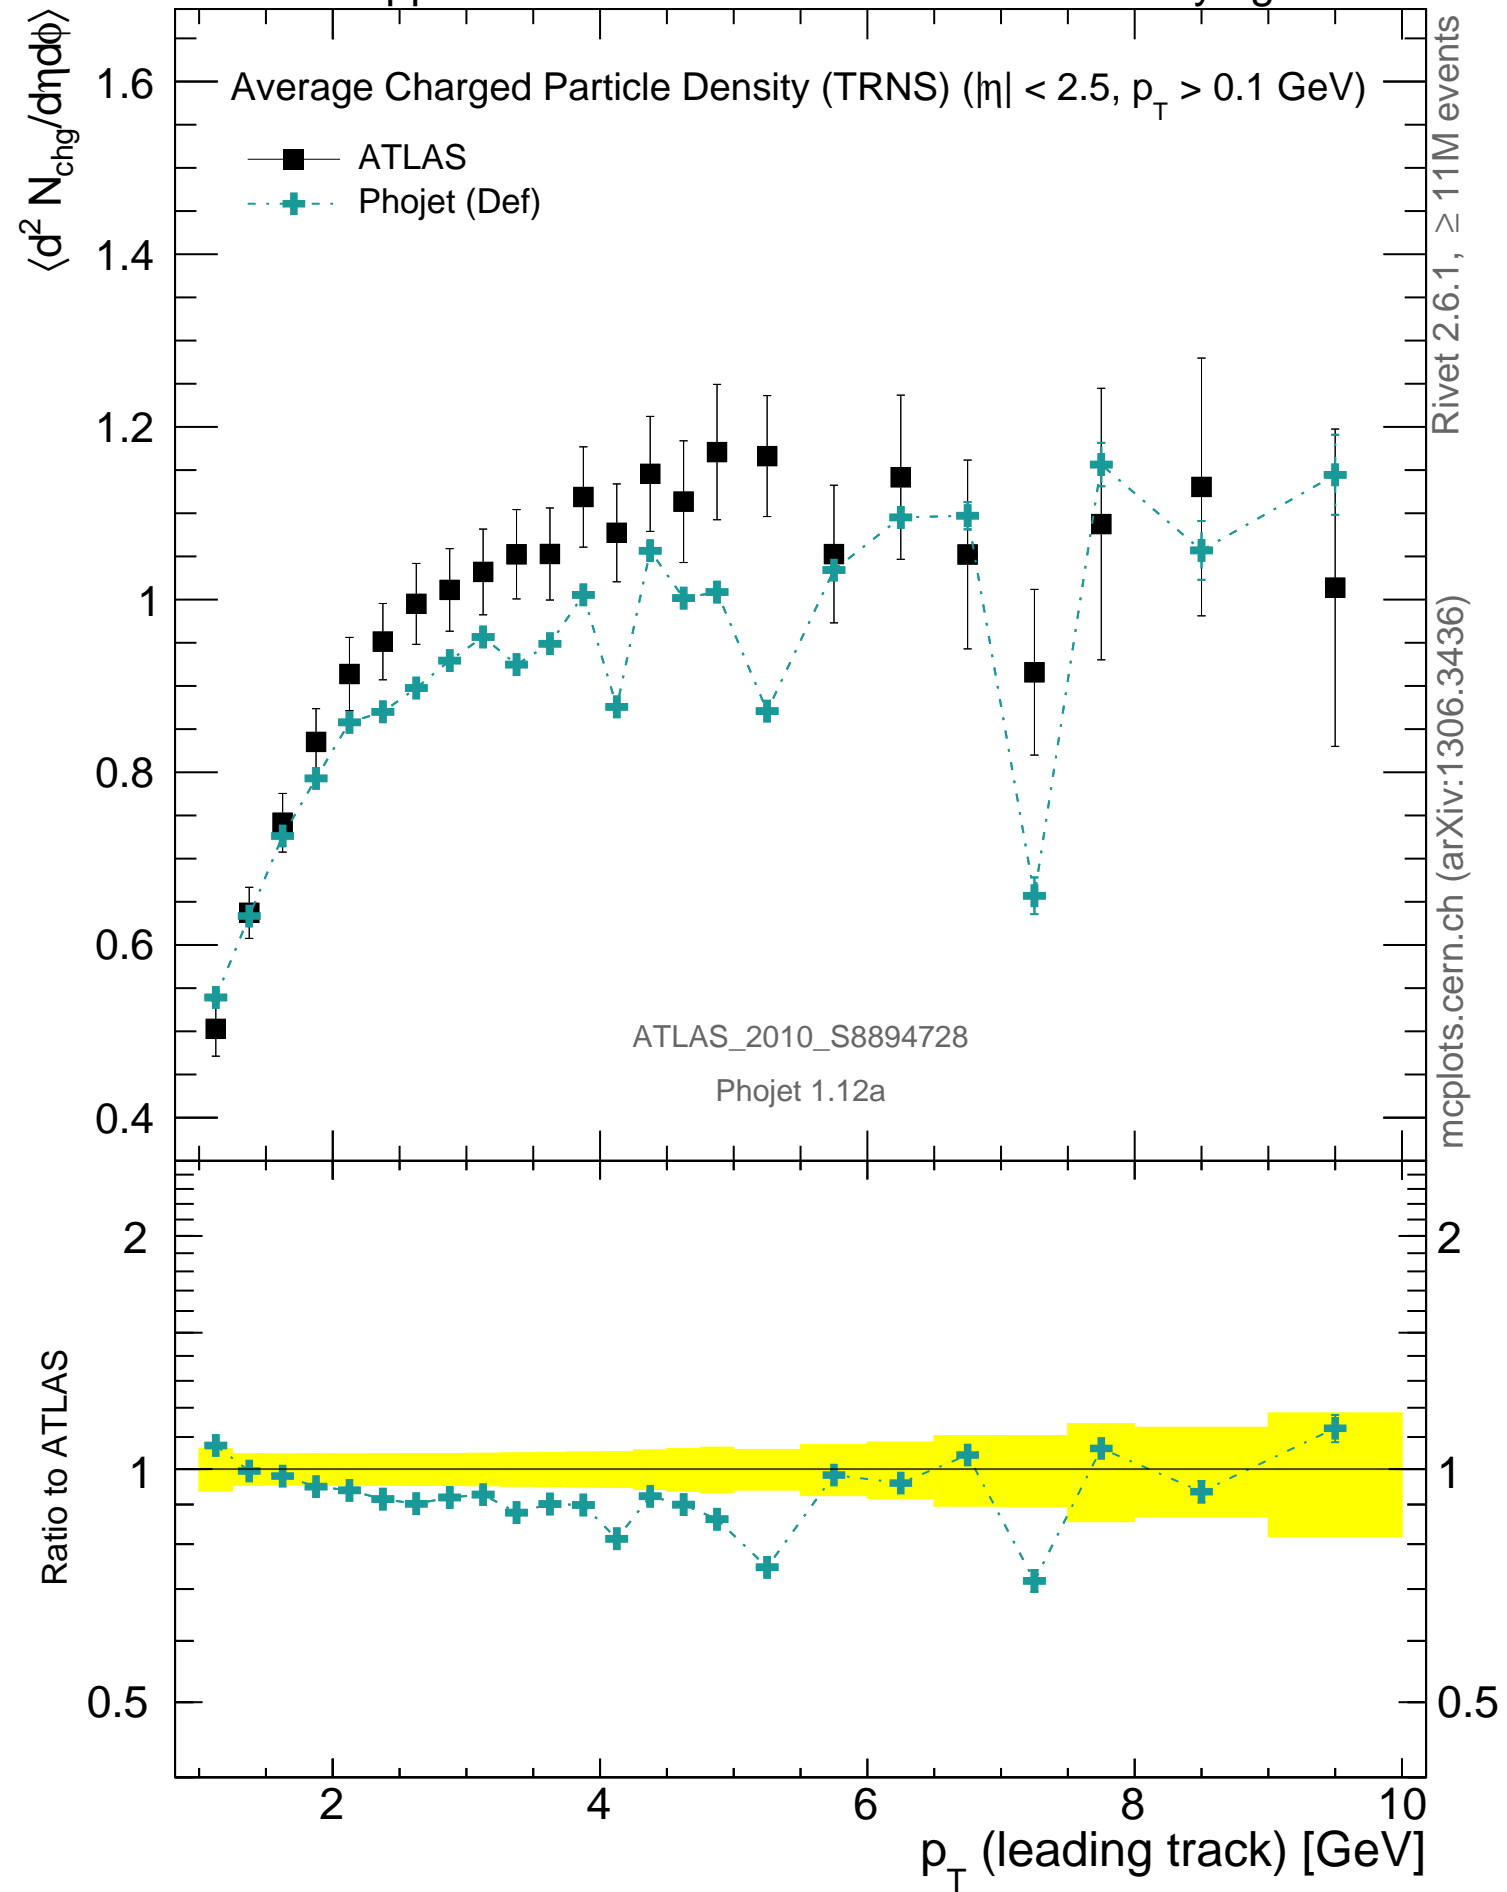 ⟨d² N_chg/dηdϕ⟩
Average Charged Particle Density (TRNS) (|η| < 2.5, p_T > 0.1 GeV)
ATLAS
Phojet (Def)
1.6
1.4
1.2
1
0.8
0.6
0.4
ATLAS_2010_S8894728
Phojet 1.12a
Rivet 2.6.1, ≥ 11M events
mcplots.cern.ch (arXiv:1306.3436)
Ratio to ATLAS
2
1
0.5
2
1
0.5
2 4 6 8 10
p_T (leading track) [GeV]